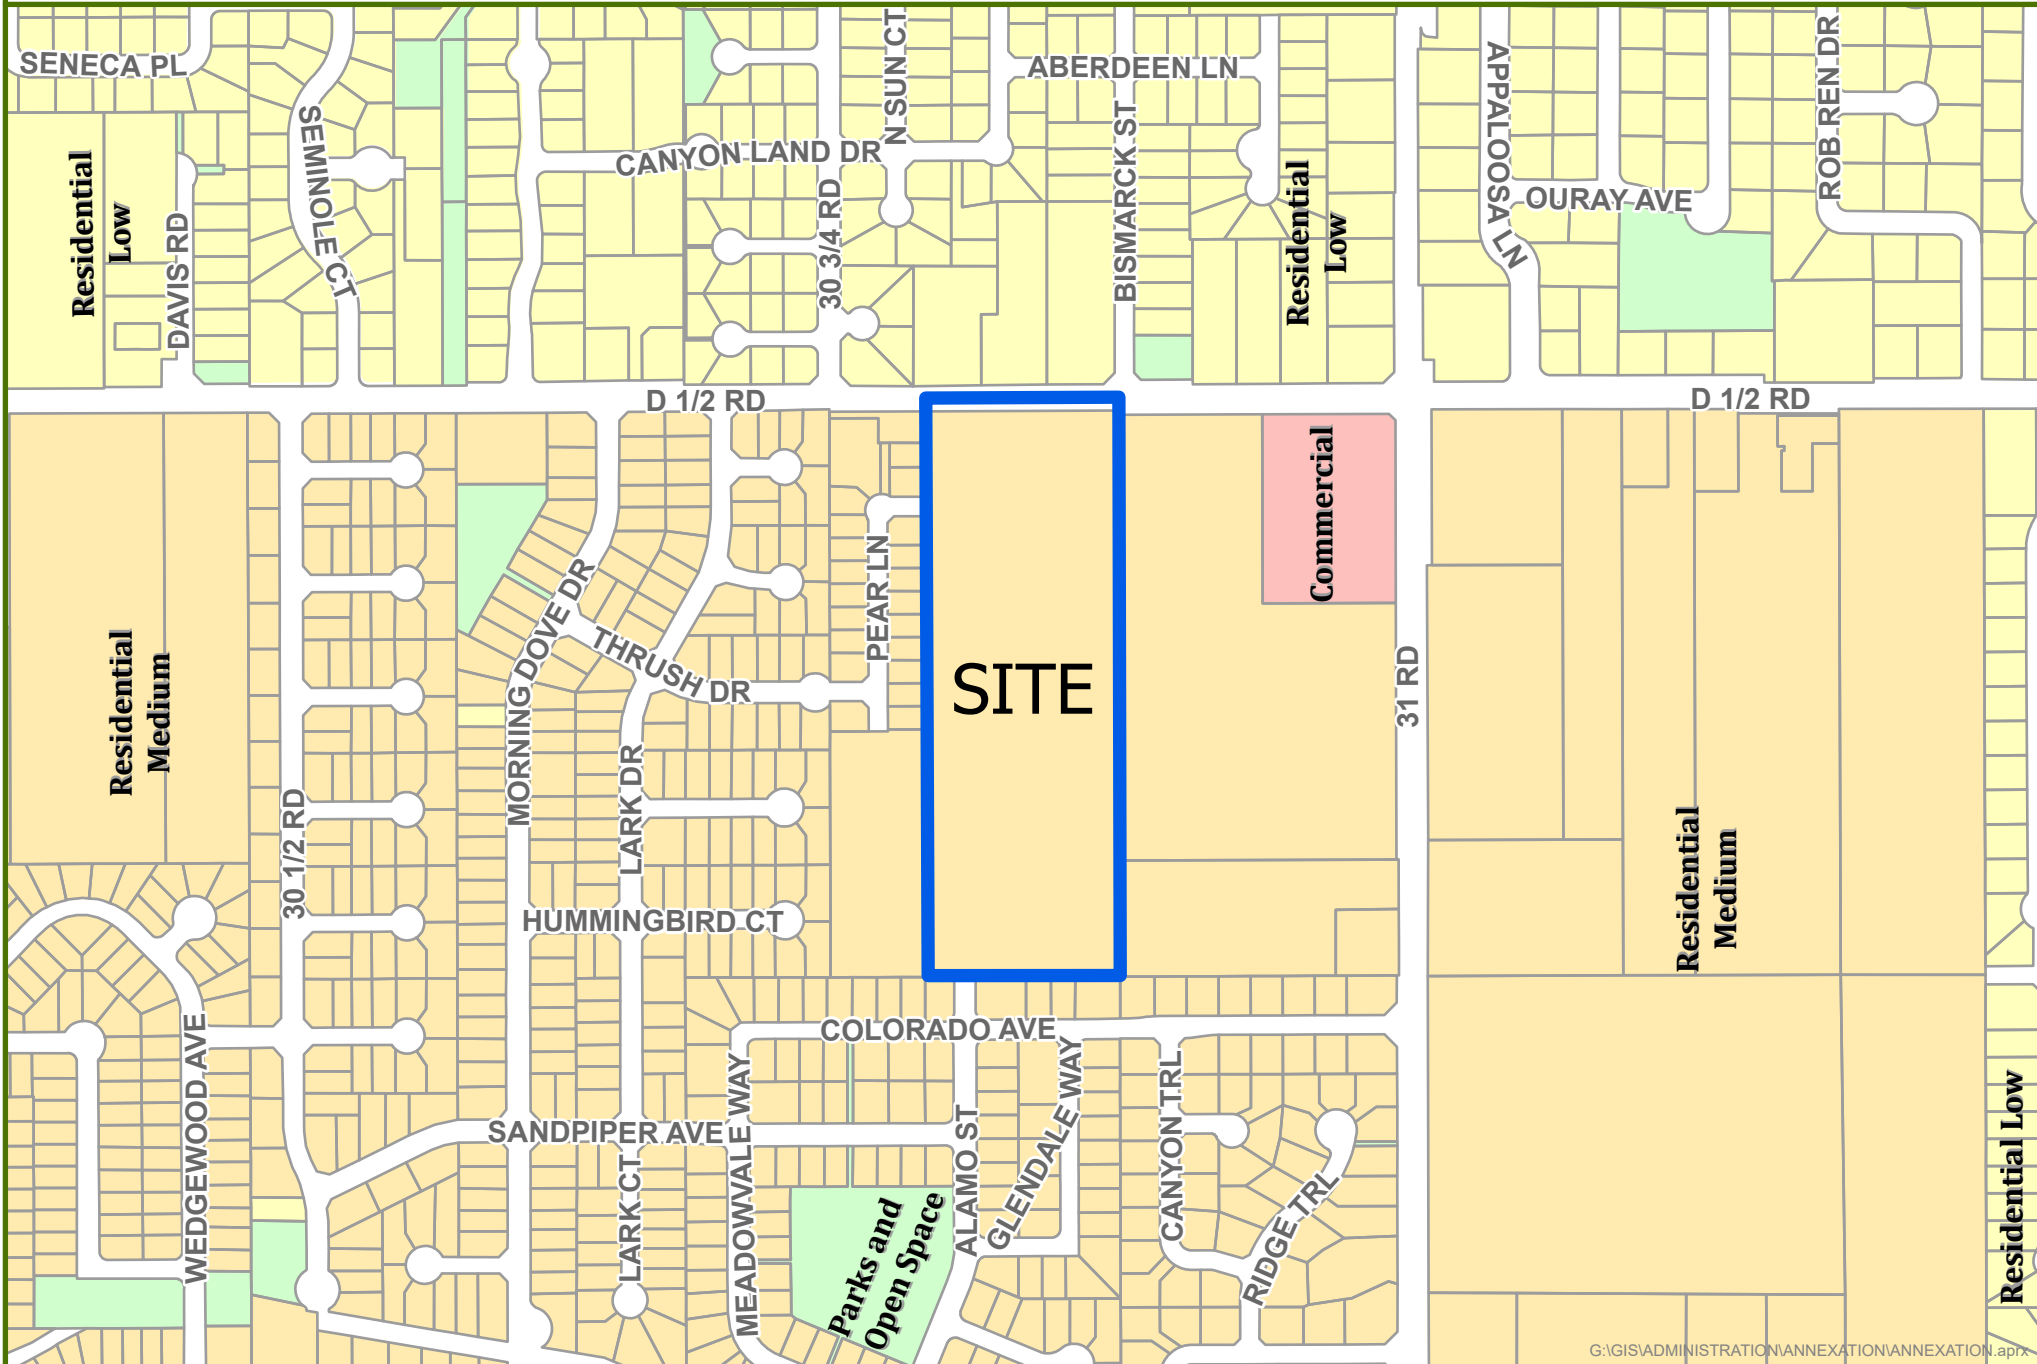 SENECA PL
SEMINOLE CT
Residential
Low
DAVIS RD
CANYON LAND DR
N SUN CT
30 3/4 RD
ABERDEEN LN
BISMARCK ST
Residential
Low
APPALOOSA LN
OURAY AVE
ROB REN DR
D 1/2 RD
D 1/2 RD
Commercial
PEAR LN
MORNING DOVE DR
THRUSH DR
SITE
31 RD
Residential
Medium
30 1/2 RD
LARK DR
HUMMINGBIRD CT
Residential
Medium
COLORADO AVE
WEDGEWOOD AVE
SANDPIPER AVE
LARK CT
MEADOWVALE WAY
ALAMO ST
GLENDALE WAY
CANYON TRL
RIDGE TRL
Parks and
Open Space
Residential Low
G:\GIS\ADMINISTRATION\ANNEXATION\ANNEXATION.aprx